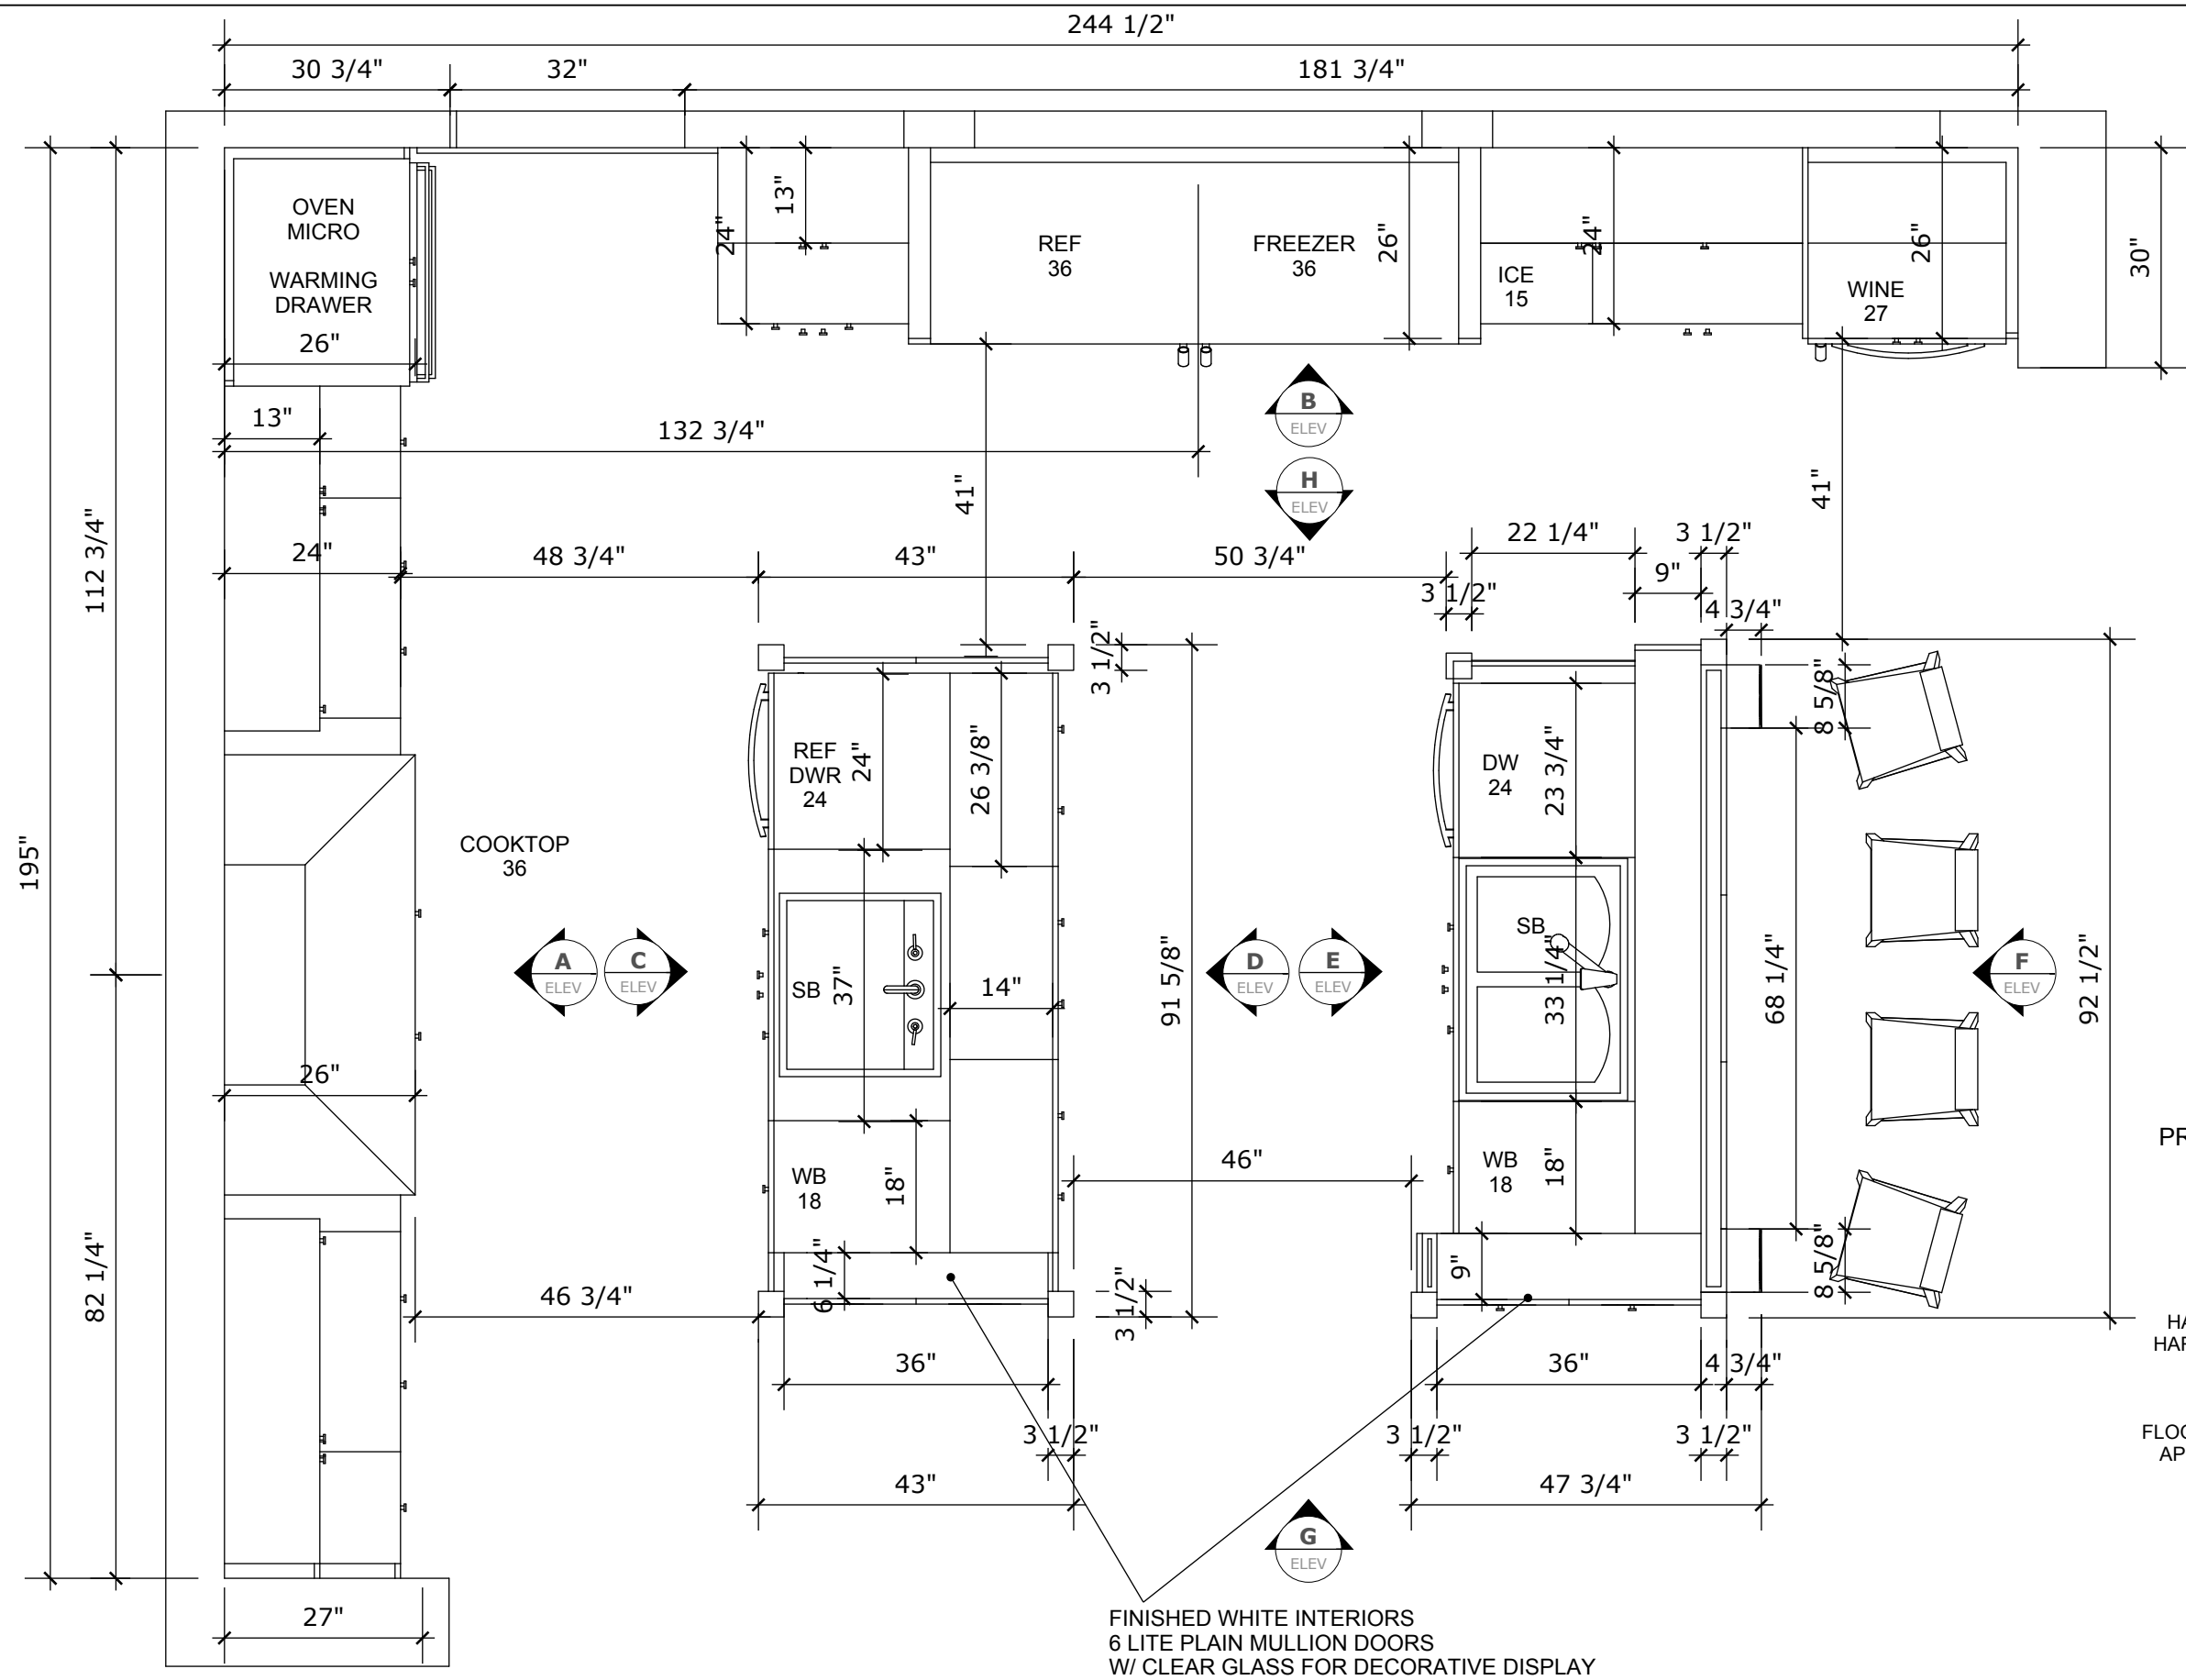 244 1/2"
30 3/4"
32"
181 3/4"
OVEN
MICRO
WARMING
DRAWER
26"
24"
13"
REF
36
FREEZER
36
26"
ICE
15
24"
WINE
27
26"
30"
13"
132 3/4"
B
ELEV
H
ELEV
41"
41"
195"
112 3/4"
24"
48 3/4"
43"
50 3/4"
22 1/4"
3 1/2"
3 1/2"
9"
4 3/4"
3 1/2"
8 5/8"
REF
DWR
24
24"
26 3/8"
DW
24
23 3/4"
COOKTOP
36
A
ELEV
C
ELEV
SB
37"
14"
91 5/8"
D
ELEV
E
ELEV
SB
33 1/4"
68 1/4"
F
ELEV
92 1/2"
26"
PR
82 1/4"
46"
WB
18
18"
WB
18
18"
46 3/4"
6 1/4"
3 1/2"
9"
8 5/8"
HA
HAR
36"
36"
4 3/4"
3 1/2"
3 1/2"
3 1/2"
FLOO
AP
43"
47 3/4"
G
ELEV
27"
FINISHED WHITE INTERIORS
6 LITE PLAIN MULLION DOORS
W/ CLEAR GLASS FOR DECORATIVE DISPLAY